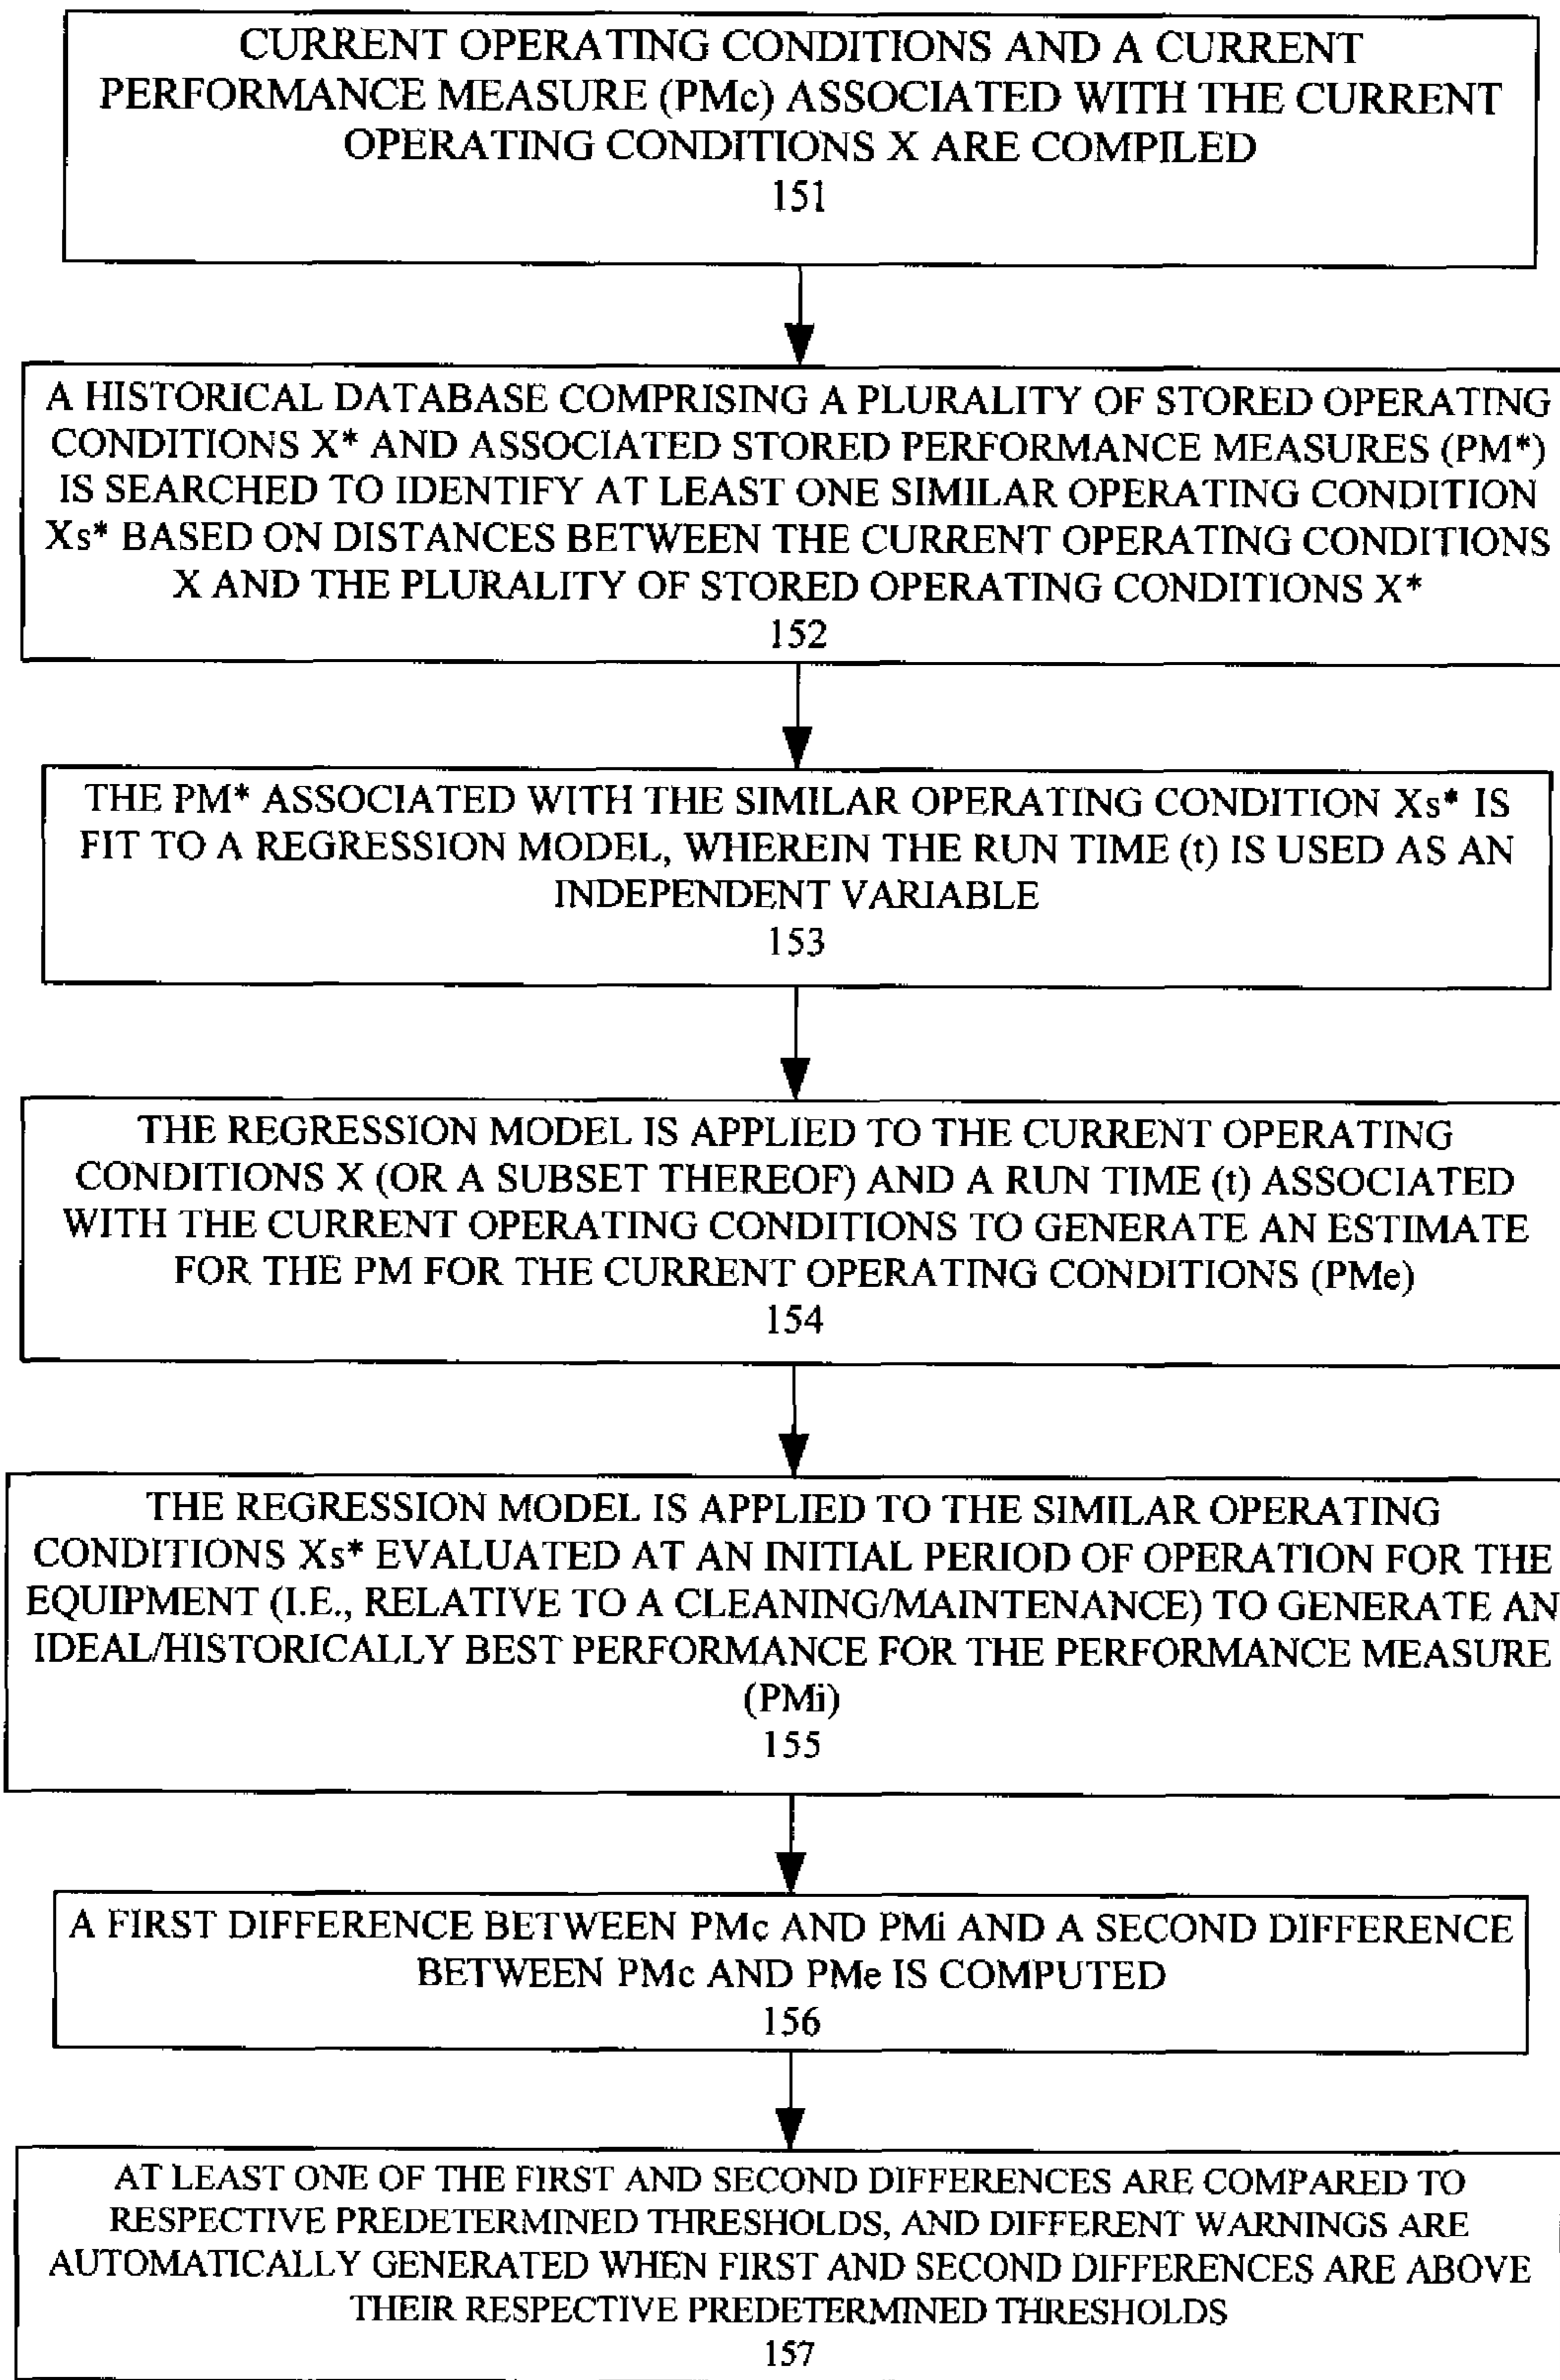 CURRENT OPERATING CONDITIONS AND A CURRENT
PERFORMANCE MEASURE (PMc) ASSOCIATED WITH THE CURRENT
OPERATING CONDITIONS X ARE COMPILED
151
A HISTORICAL DATABASE COMPRISING A PLURALITY OF STORED OPERATING
CONDITIONS X* AND ASSOCIATED STORED PERFORMANCE MEASURES (PM*)
IS SEARCHED TO IDENTIFY AT LEAST ONE SIMILAR OPERATING CONDITION
Xs* BASED ON DISTANCES BETWEEN THE CURRENT OPERATING CONDITIONS
X AND THE PLURALITY OF STORED OPERATING CONDITIONS X*
152
THE PM* ASSOCIATED WITH THE SIMILAR OPERATING CONDITION Xs* IS
FIT TO A REGRESSION MODEL, WHEREIN THE RUN TIME (t) IS USED AS AN
INDEPENDENT VARIABLE
153
THE REGRESSION MODEL IS APPLIED TO THE CURRENT OPERATING
CONDITIONS X (OR A SUBSET THEREOF) AND A RUN TIME (t) ASSOCIATED
WITH THE CURRENT OPERATING CONDITIONS TO GENERATE AN ESTIMATE
FOR THE PM FOR THE CURRENT OPERATING CONDITIONS (PMe)
154
THE REGRESSION MODEL IS APPLIED TO THE SIMILAR OPERATING
CONDITIONS Xs* EVALUATED AT AN INITIAL PERIOD OF OPERATION FOR THE
EQUIPMENT (I.E., RELATIVE TO A CLEANING/MAINTENANCE) TO GENERATE AN
IDEAL/HISTORICALLY BEST PERFORMANCE FOR THE PERFORMANCE MEASURE
(PMi)
155
A FIRST DIFFERENCE BETWEEN PMc AND PMi AND A SECOND DIFFERENCE
BETWEEN PMc AND PMe IS COMPUTED
156
AT LEAST ONE OF THE FIRST AND SECOND DIFFERENCES ARE COMPARED TO
RESPECTIVE PREDETERMINED THRESHOLDS, AND DIFFERENT WARNINGS ARE
AUTOMATICALLY GENERATED WHEN FIRST AND SECOND DIFFERENCES ARE ABOVE
THEIR RESPECTIVE PREDETERMINED THRESHOLDS
157